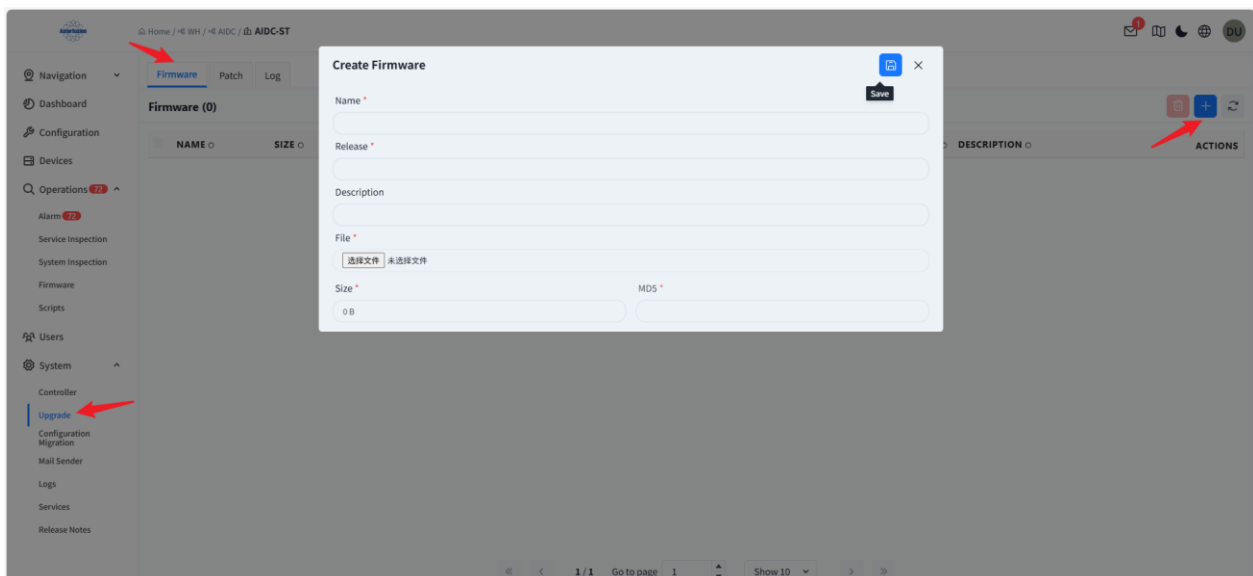 Home / WH / AIDC / AIDC-ST
1
DU
Navigation
Dashboard
Configuration
Devices
Operations 72
Alarm 72
Service Inspection
System Inspection
Firmware
Scripts
Users
System
Controller
Upgrade
Configuration
Migration
Mail Sender
Logs
Services
Release Notes
Firmware Patch Log
Firmware (0)
NAME SIZE DESCRIPTION ACTIONS
Create Firmware
Save
Name *
Release *
Description
File *
选择文件 未选择文件
Size * MD5 *
0 B
1 / 1 Go to page 1 Show 10